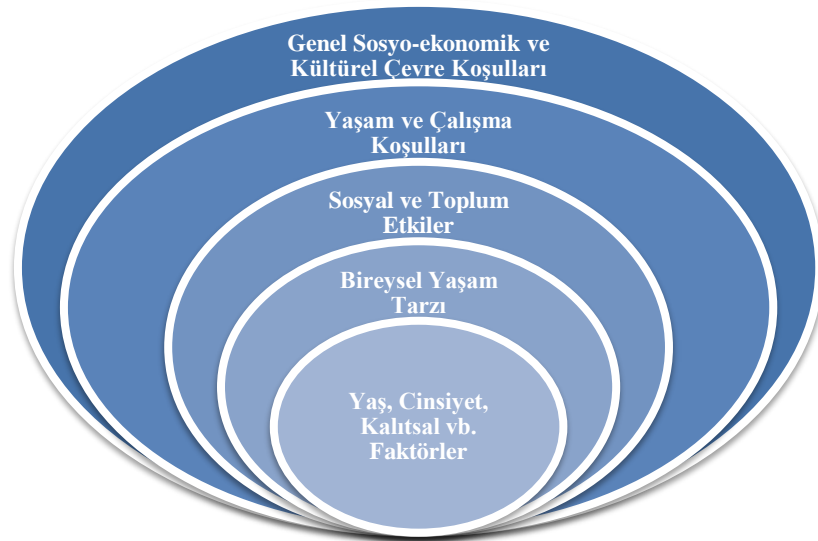 Genel Sosyo-ekonomik ve
Kültürel Çevre Koşulları
Yaşam ve Çalışma
Koşulları
Sosyal ve Toplum
Etkiler
Bireysel Yaşam
Tarzı
Yaş, Cinsiyet,
Kalıtsal vb.
Faktörler